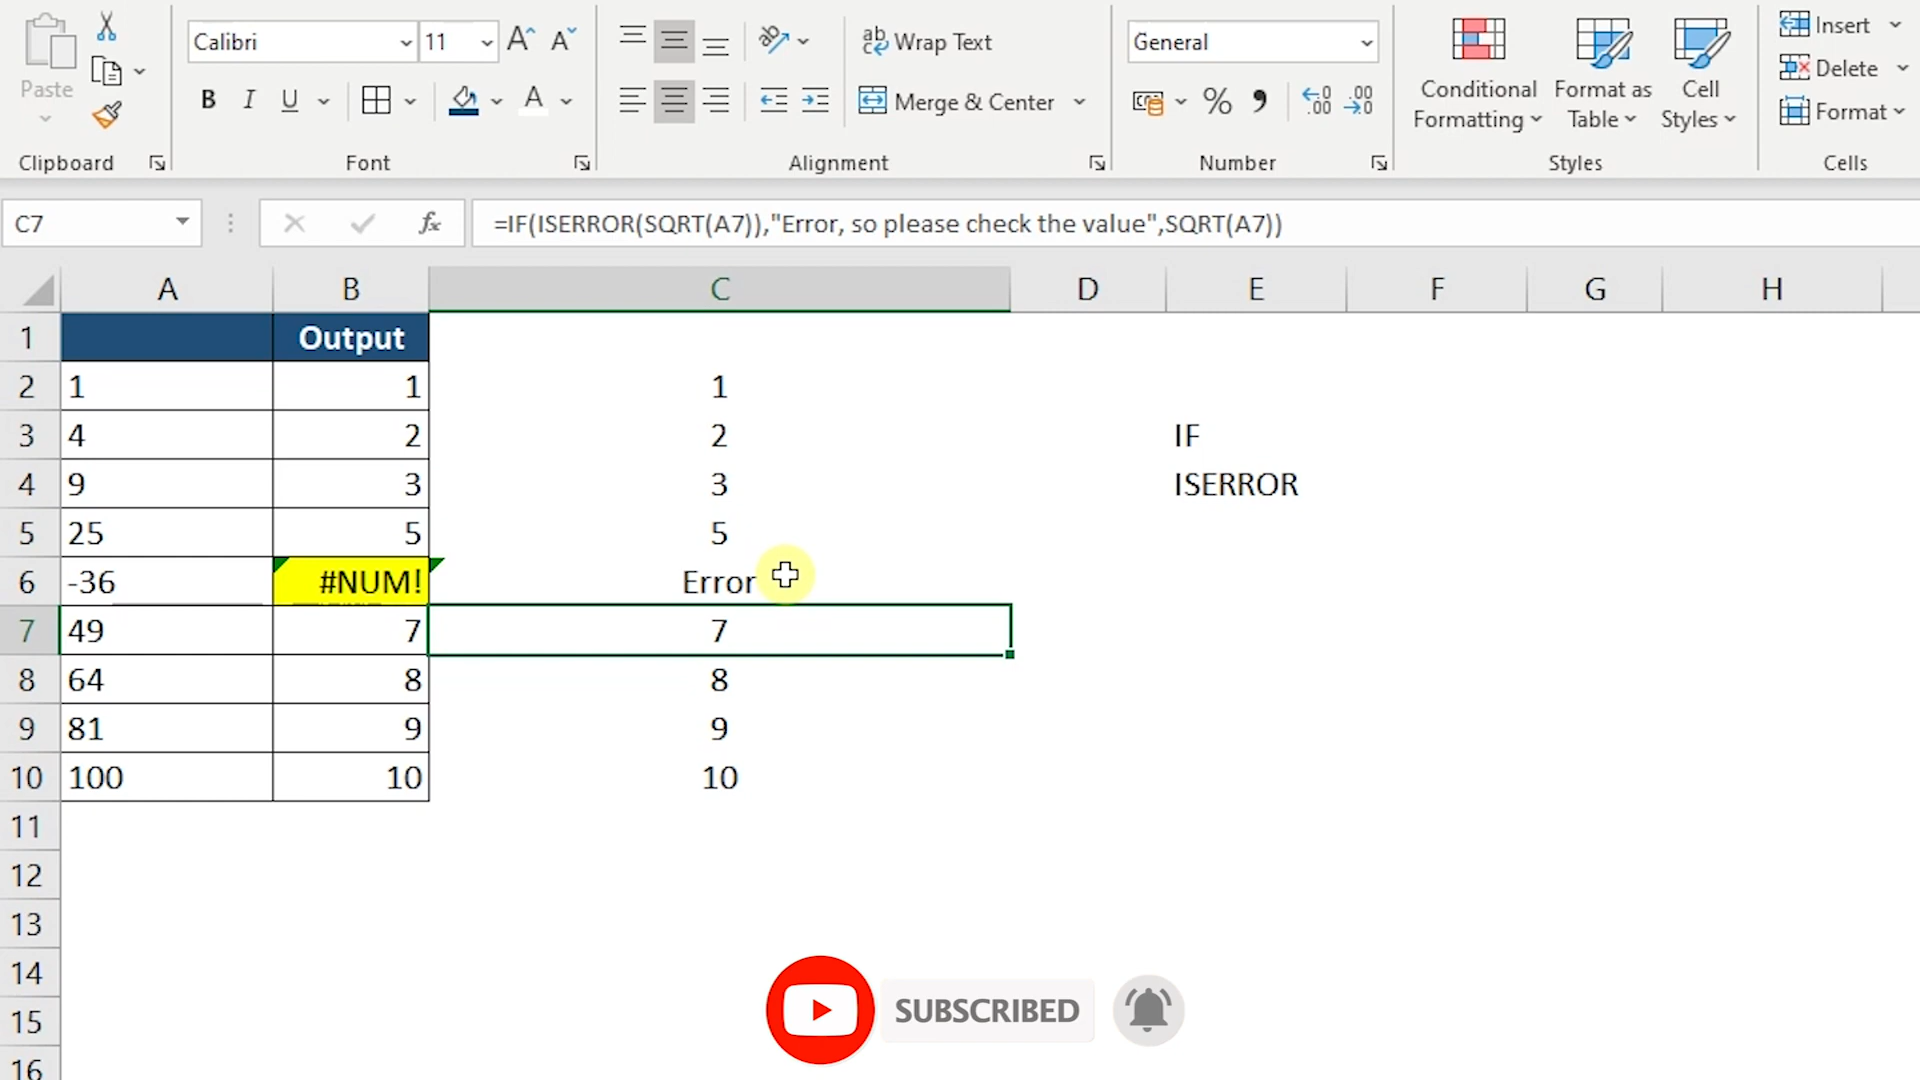 Calibri 11 Wrap Text General Insert
Paste Conditional Formatting Format as Table Cell Styles Delete
B I U A Merge & Center % Format
Clipboard Font Alignment Number Styles Cells
C7 fx =IF(ISERROR(SQRT(A7)),"Error, so please check the value",SQRT(A7))
A B C D E F G H
1 Output
2 1 1 1
3 4 2 2 IF
4 9 3 3 ISERROR
5 25 5 5
6 -36 #NUM! Error
7 49 7 7
8 64 8 8
9 81 9 9
10 100 10 10
11
12
13
14
SUBSCRIBED
15
16